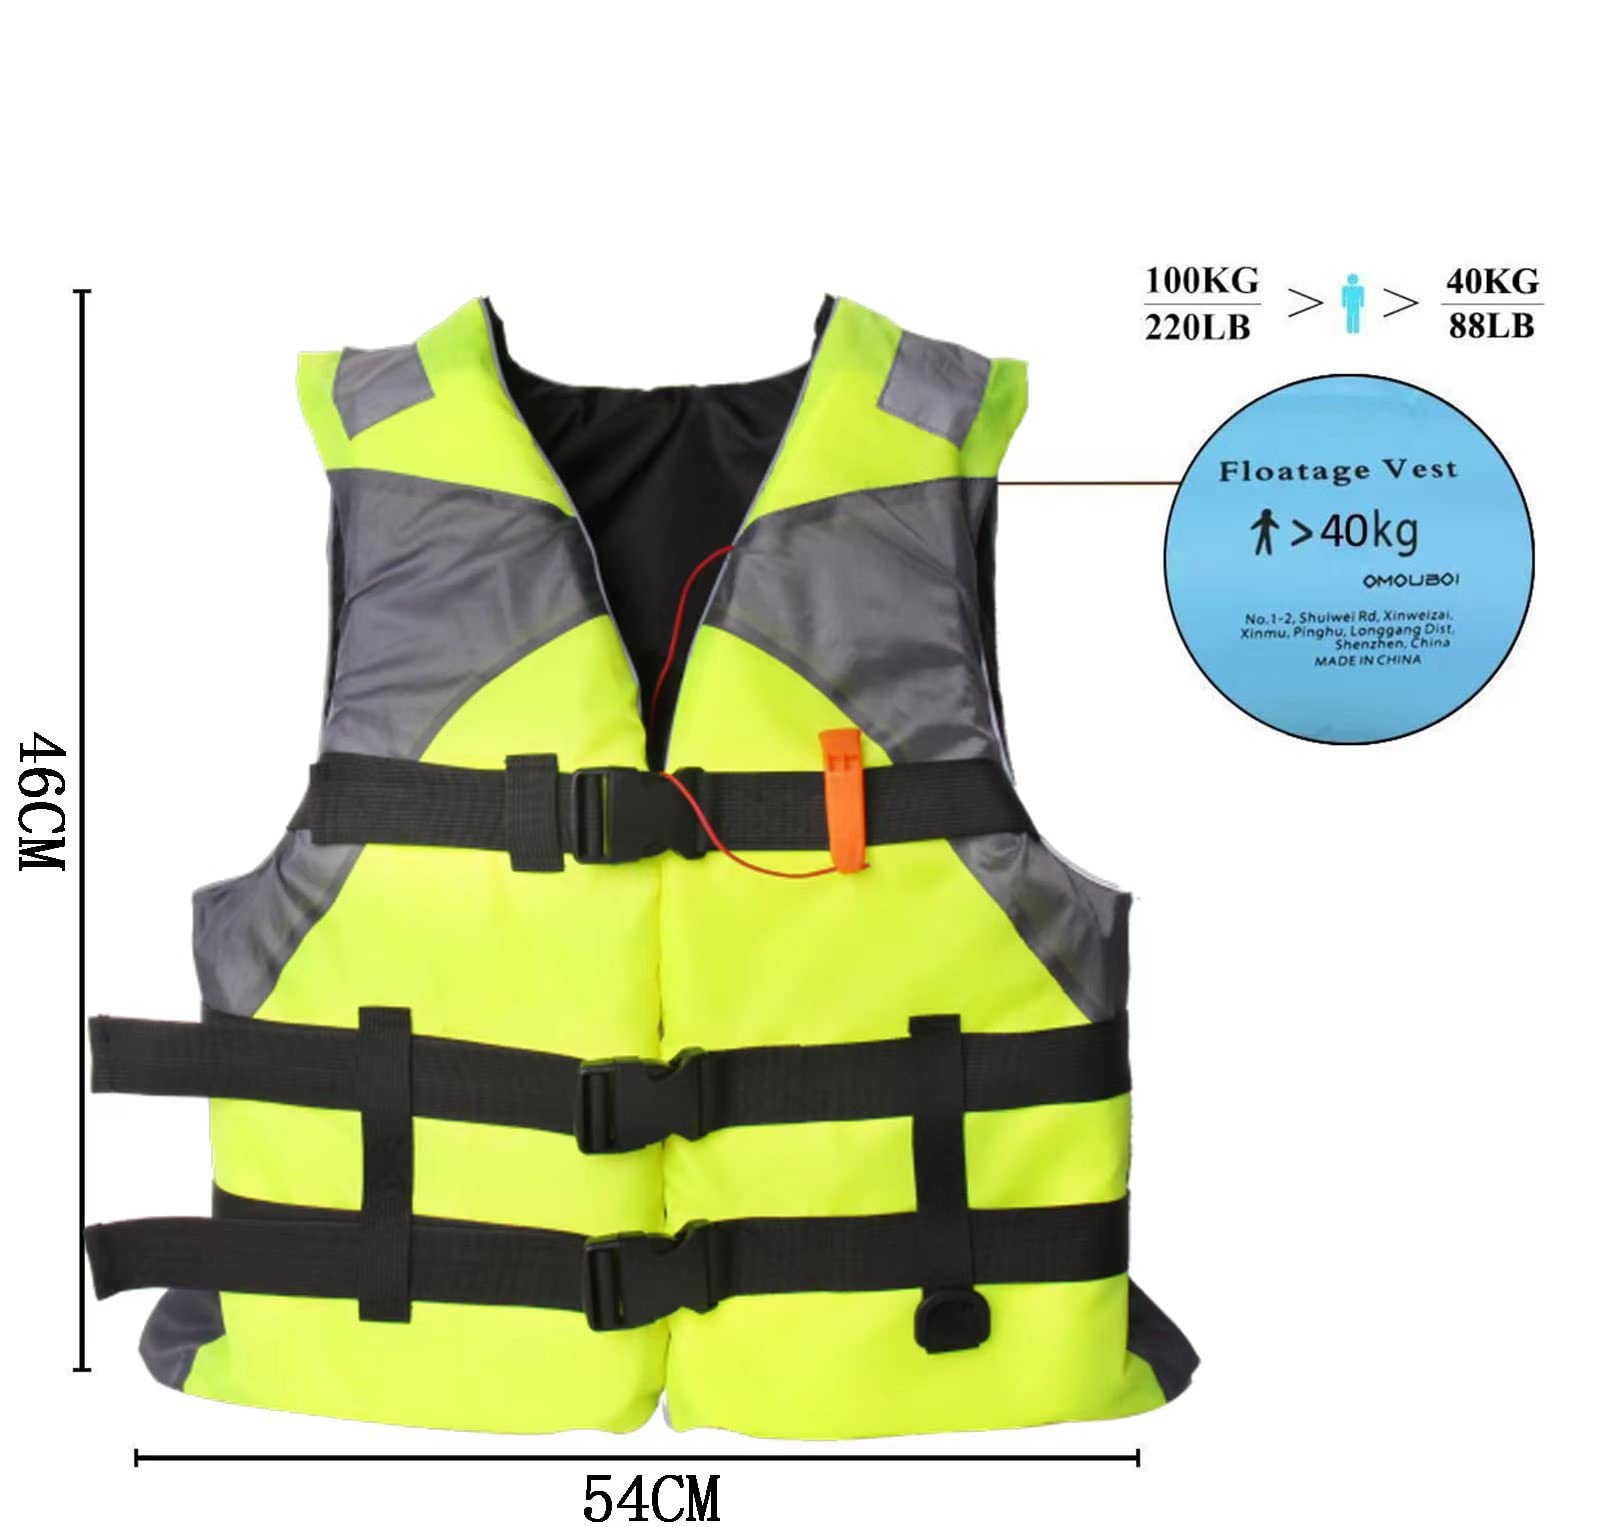 100KG > > 40KG
220LB 88LB
Floatage Vest
>40kg
OMOUBOI
No.1-2, Shuiwei Rd, Xinweizai,
Xinmu, Pinghu, Longgang Dist,
Shenzhen, China
MADE IN CHINA
46CM
54CM